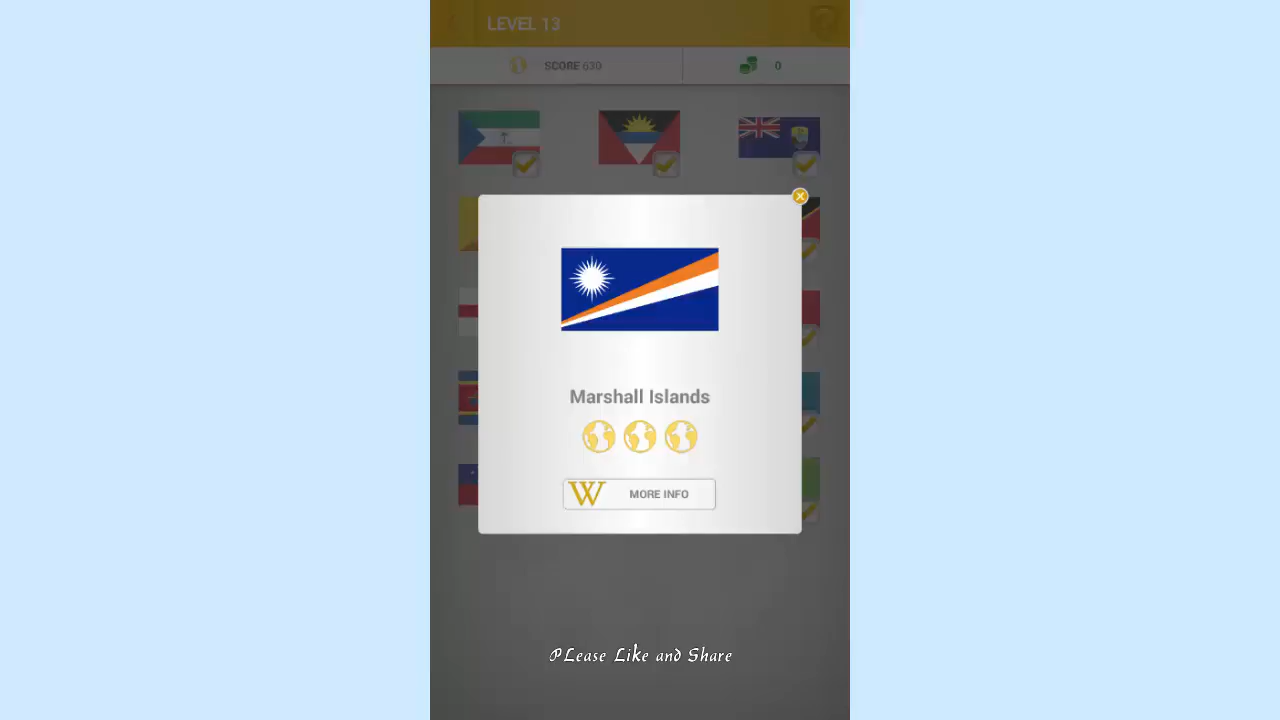 LEVEL 13
SCORE 630
0
Marshall Islands
W MORE INFO
PLease Like and Share